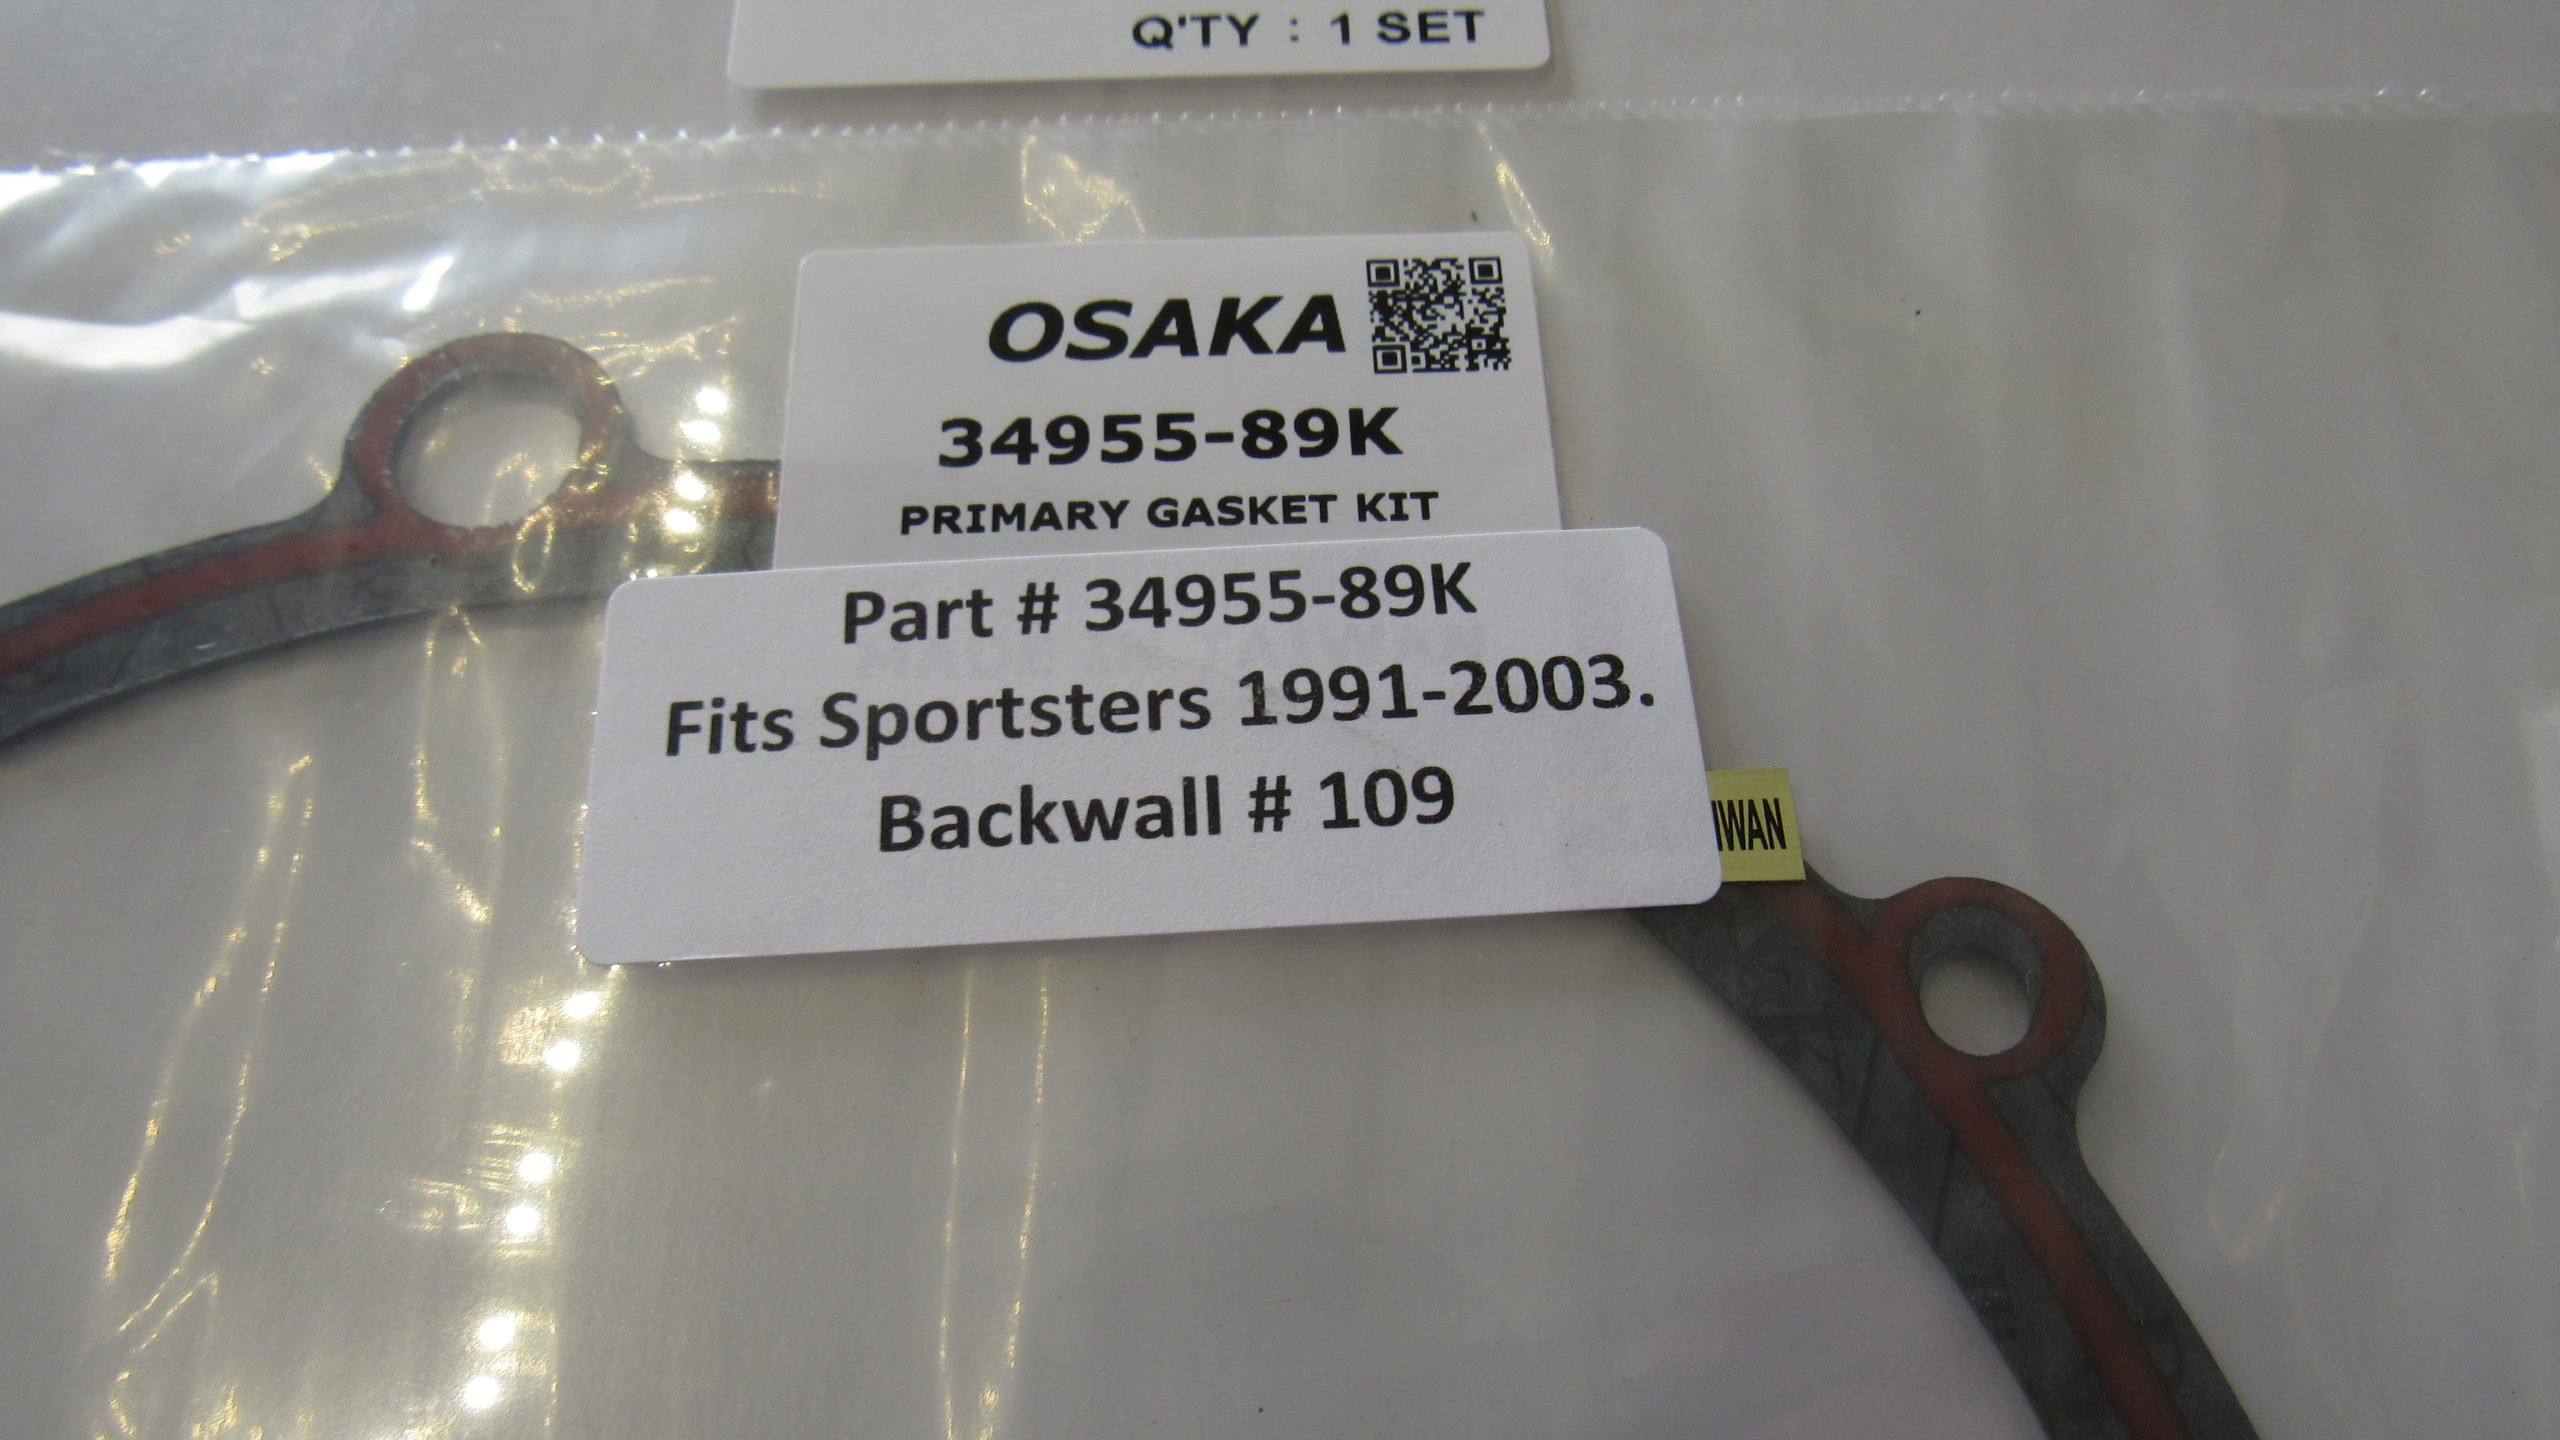 Q'TY : 1 SET
OSAKA
34955-89K
PRIMARY GASKET KIT
Part # 34955-89K
Fits Sportsters 1991-2003.
Backwall # 109
IWAN